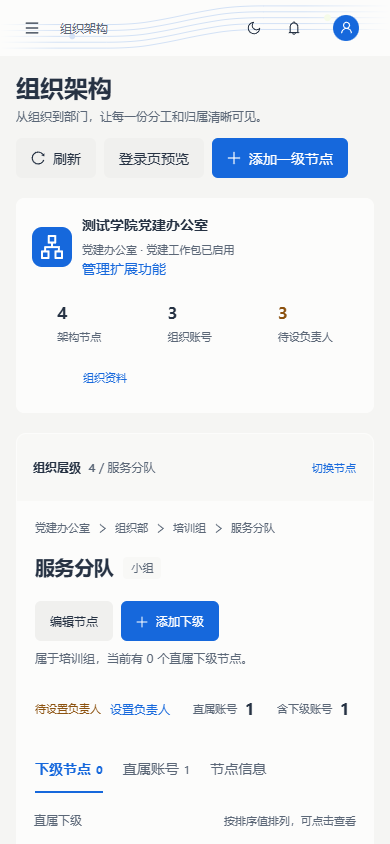 组织架构
组织架构
从组织到部门，让每一份分工和归属清晰可见。
刷新 登录页预览 添加一级节点
测试学院党建办公室
党建办公室 · 党建工作包已启用
管理扩展功能
4 3 3
架构节点 组织账号 待设负责人
组织资料
组织层级 4 / 服务分队 切换节点
党建办公室 > 组织部 > 培训组 > 服务分队
服务分队 小组
编辑节点 添加下级
属于培训组，当前有 0 个直属下级节点。
待设置负责人 设置负责人 直属账号 1 含下级账号 1
下级节点 0 直属账号 1 节点信息
直属下级 按排序值排列，可点击查看